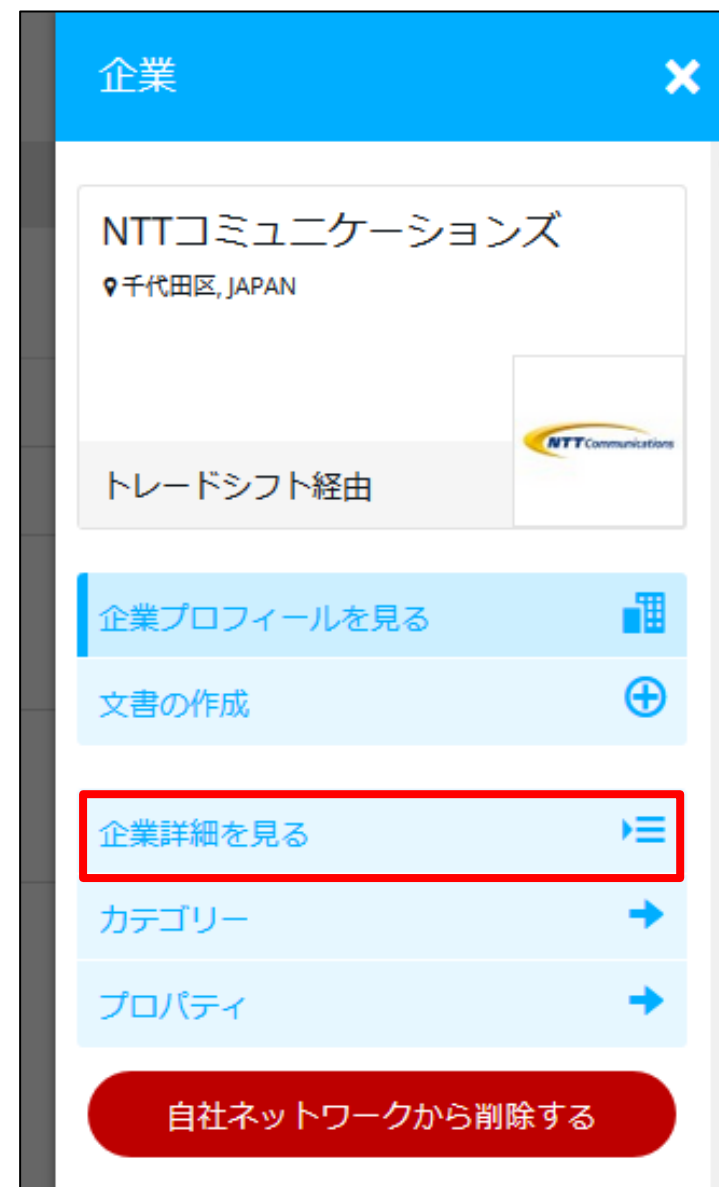 企業
NTTコミュニケーションズ
千代田区, JAPAN
NTT Communications
トレードシフト経由
企業プロフィールを見る
文書の作成
企業詳細を見る
カテゴリー
プロパティ
自社ネットワークから削除する